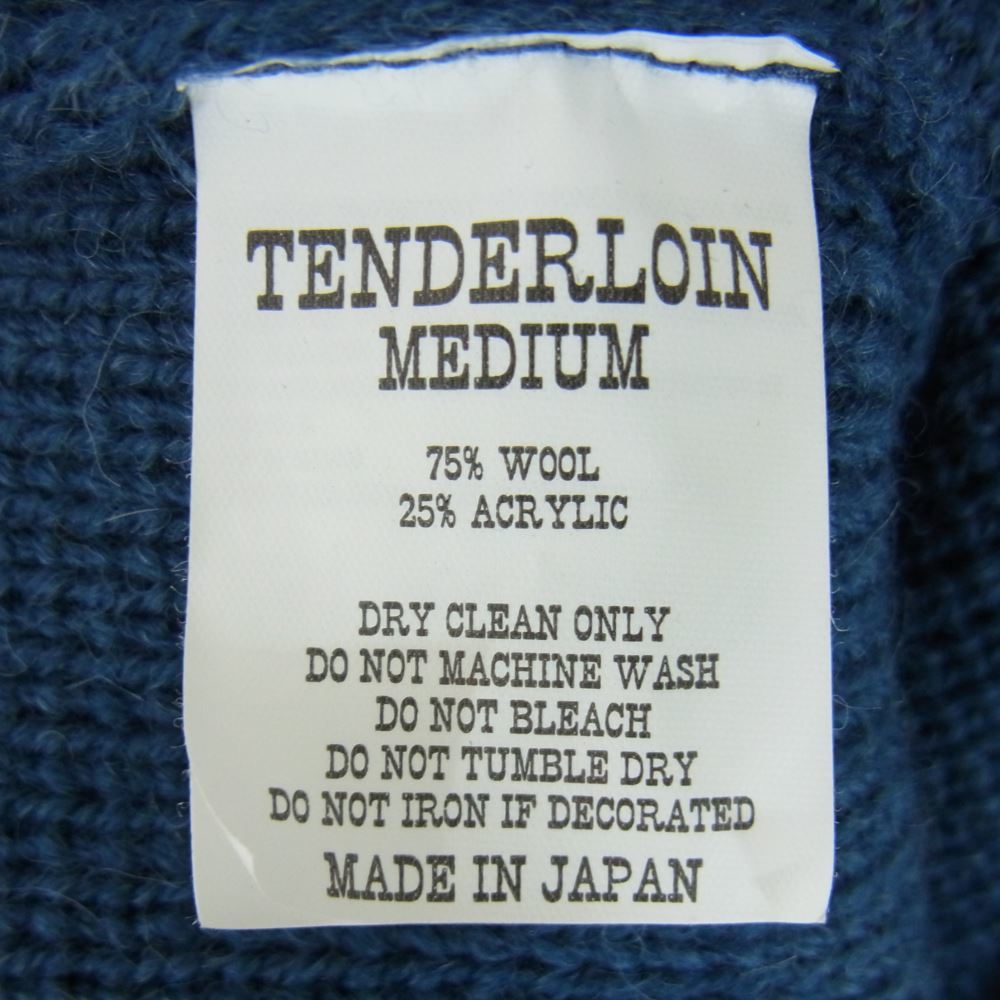 TENDERLOIN
MEDIUM
75% WOOL
25% ACRYLIC
DRY CLEAN ONLY
DO NOT MACHINE WASH
DO NOT BLEACH
DO NOT TUMBLE DRY
DO NOT IRON IF DECORATED
MADE IN JAPAN